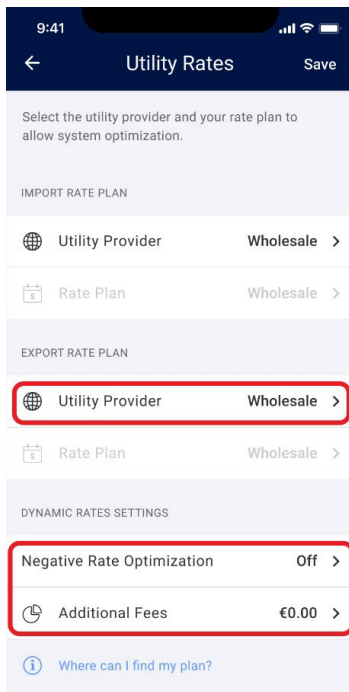 9:41
Utility Rates Save
Select the utility provider and your rate plan to
allow system optimization.
IMPORT RATE PLAN
Utility Provider Wholesale
$ Rate Plan Wholesale
EXPORT RATE PLAN
Utility Provider Wholesale
$ Rate Plan Wholesale
DYNAMIC RATES SETTINGS
Negative Rate Optimization Off
Additional Fees €0.00
Where can I find my plan?